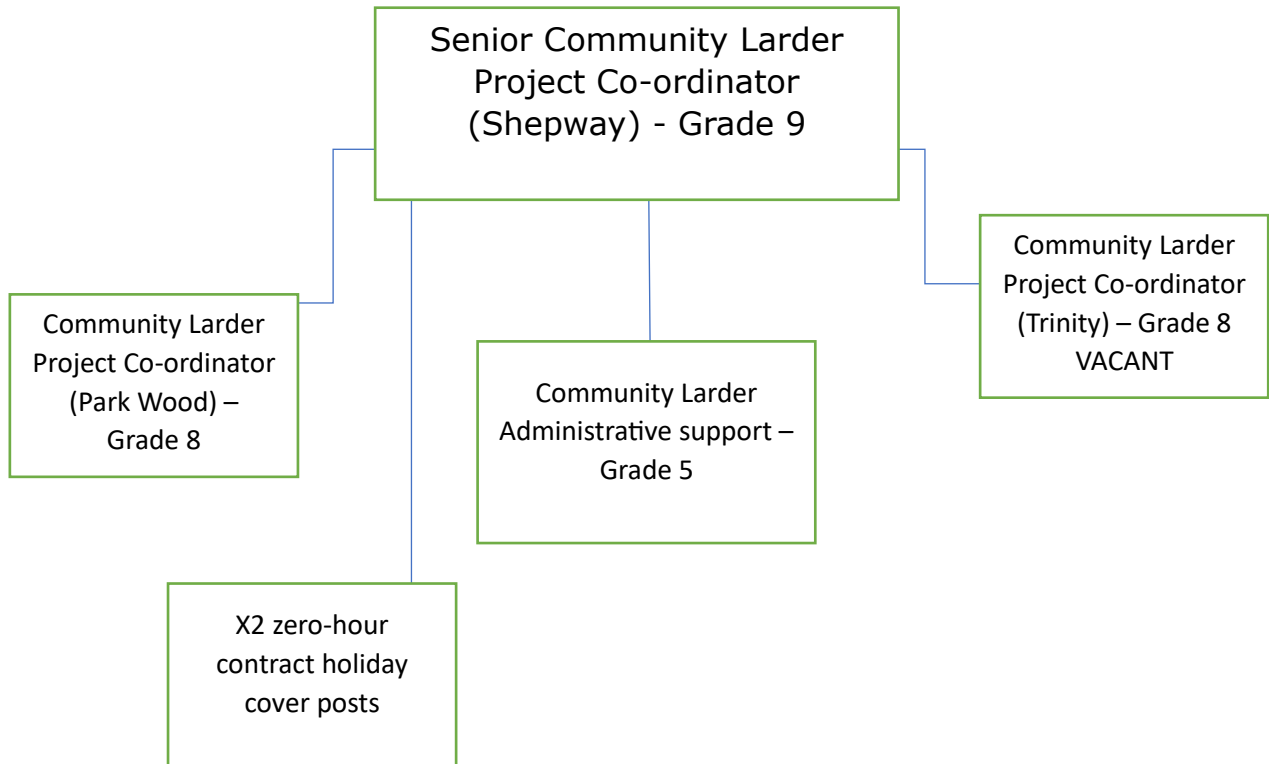 Senior Community Larder
Project Co-ordinator
(Shepway) - Grade 9
Community Larder
Project Co-ordinator
(Park Wood) –
Grade 8
Community Larder
Administrative support –
Grade 5
Community Larder
Project Co-ordinator
(Trinity) – Grade 8
VACANT
X2 zero-hour
contract holiday
cover posts